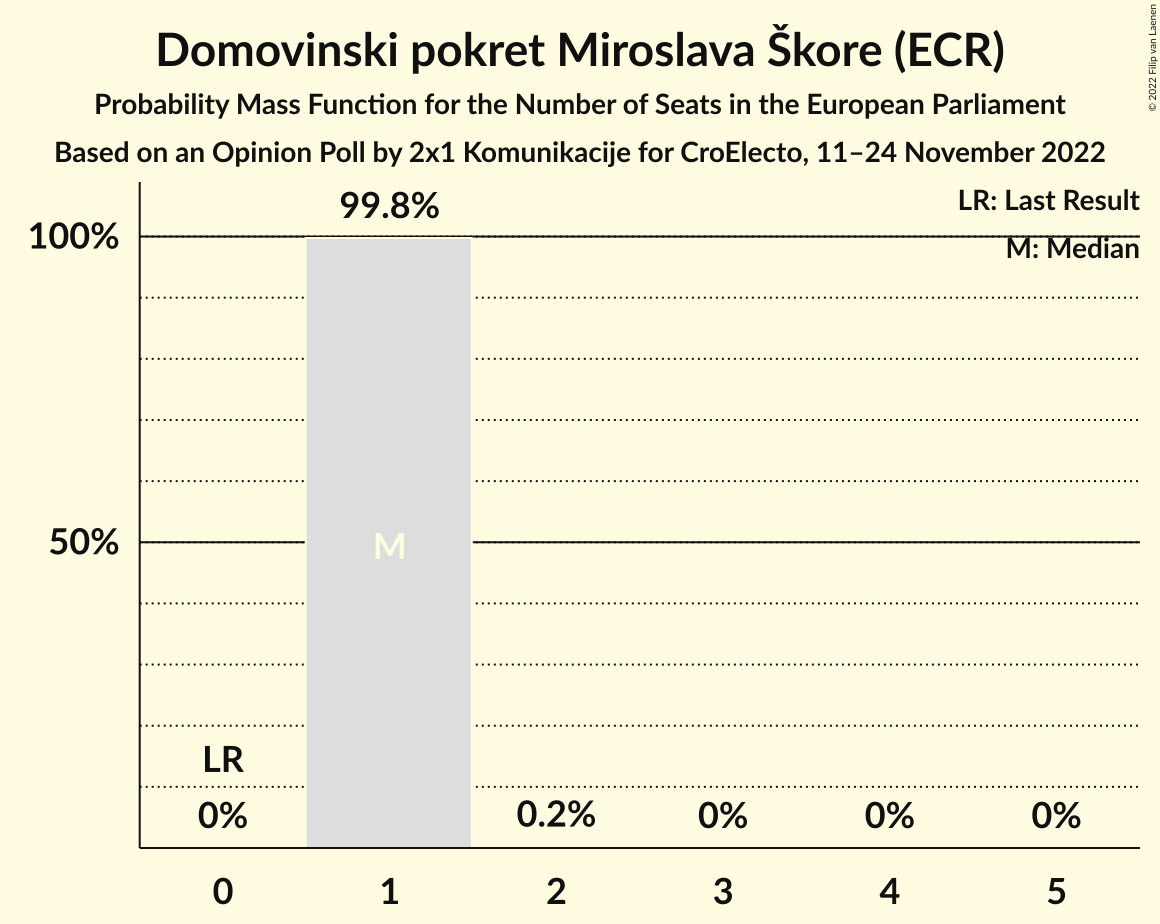 Domovinski pokret Miroslava Škore (ECR)
Probability Mass Function for the Number of Seats in the European Parliament
Based on an Opinion Poll by 2x1 Komunikacije for CroElecto, 11–24 November 2022
© 2022 Filip van Laenen
LR: Last Result
M: Median
99.8%
100%
50%
M
LR
0%
0.2%
0%
0%
0%
0
1
2
3
4
5